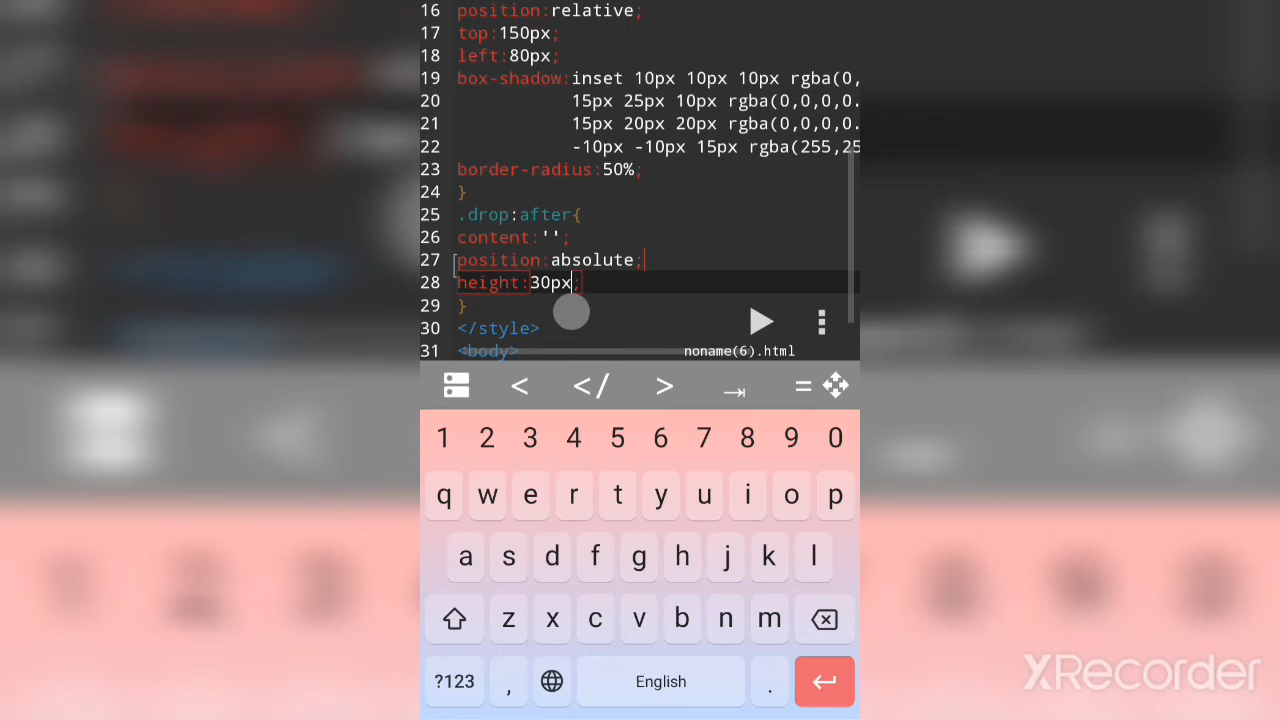 16 position:relative;
17 top:150px;
18 left:80px;
19 box-shadow:inset 10px 10px 10px rgba(0,
20 15px 25px 10px rgba(0,0,0,0.
21 15px 20px 20px rgba(0,0,0,0.
22 -10px -10px 15px rgba(255,25
23 border-radius:50%;
24 }
25 .drop:after{
26 content:'';
27 position:absolute;
28 height:30px;
29 }
30 </style>
31 <body>
noname(6).html
< </ > ⇥ =
1 2 3 4 5 6 7 8 9 0
q w e r t y u i o p
a s d f g h j k l
z x c v b n m
?123 , English .
XRecorder